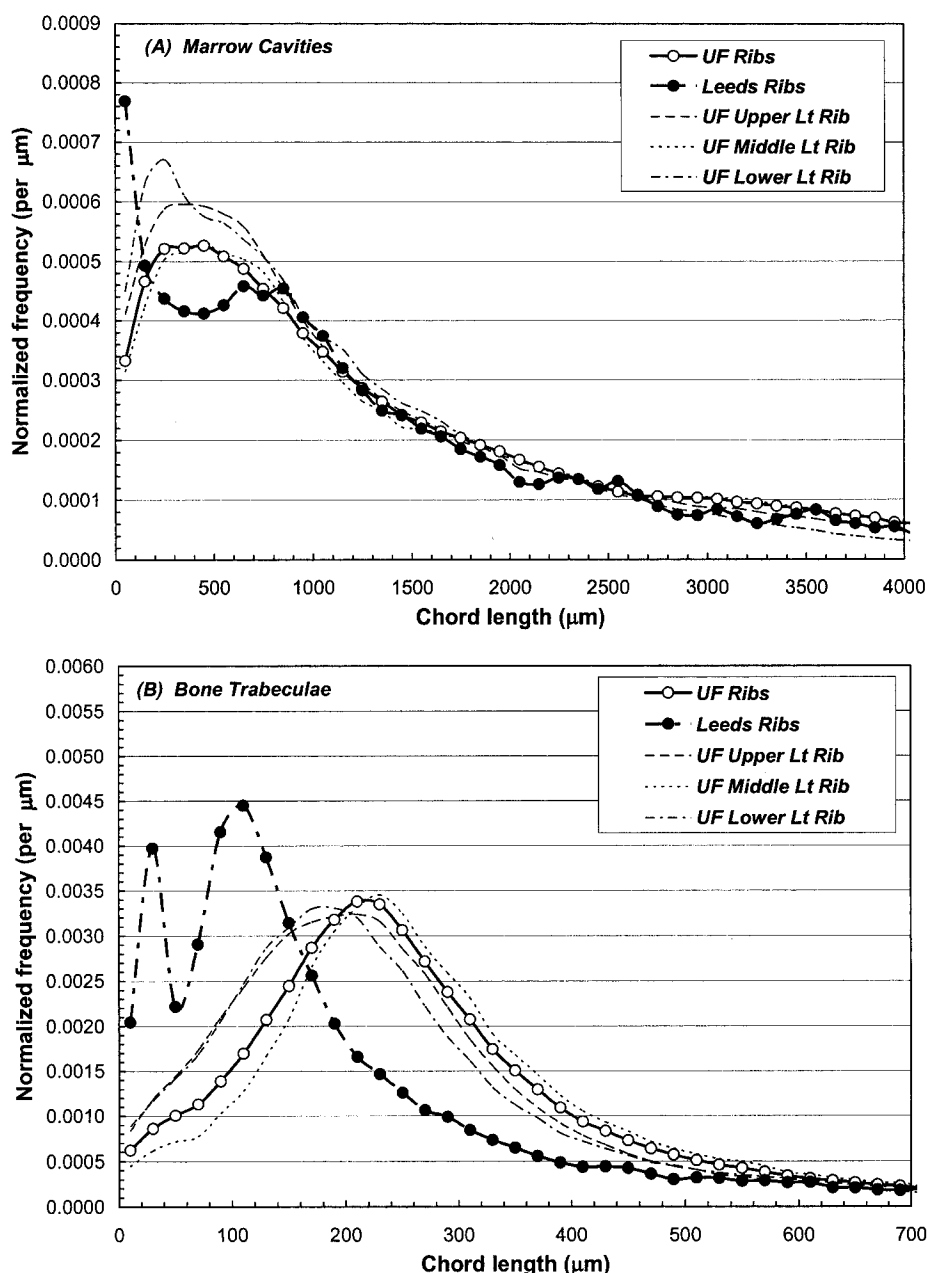 (A) Marrow Cavities
UF Ribs
Leeds Ribs
UF Upper Lt Rib
UF Middle Lt Rib
UF Lower Lt Rib
Normalized frequency (per μm)
0.0009
0.0008
0.0007
0.0006
0.0005
0.0004
0.0003
0.0002
0.0001
0.0000
0 500 1000 1500 2000 2500 3000 3500 4000
Chord length (μm)
(B) Bone Trabeculae
UF Ribs
Leeds Ribs
UF Upper Lt Rib
UF Middle Lt Rib
UF Lower Lt Rib
Normalized frequency (per μm)
0.0060
0.0055
0.0050
0.0045
0.0040
0.0035
0.0030
0.0025
0.0020
0.0015
0.0010
0.0005
0.0000
0 100 200 300 400 500 600 700
Chord length (μm)